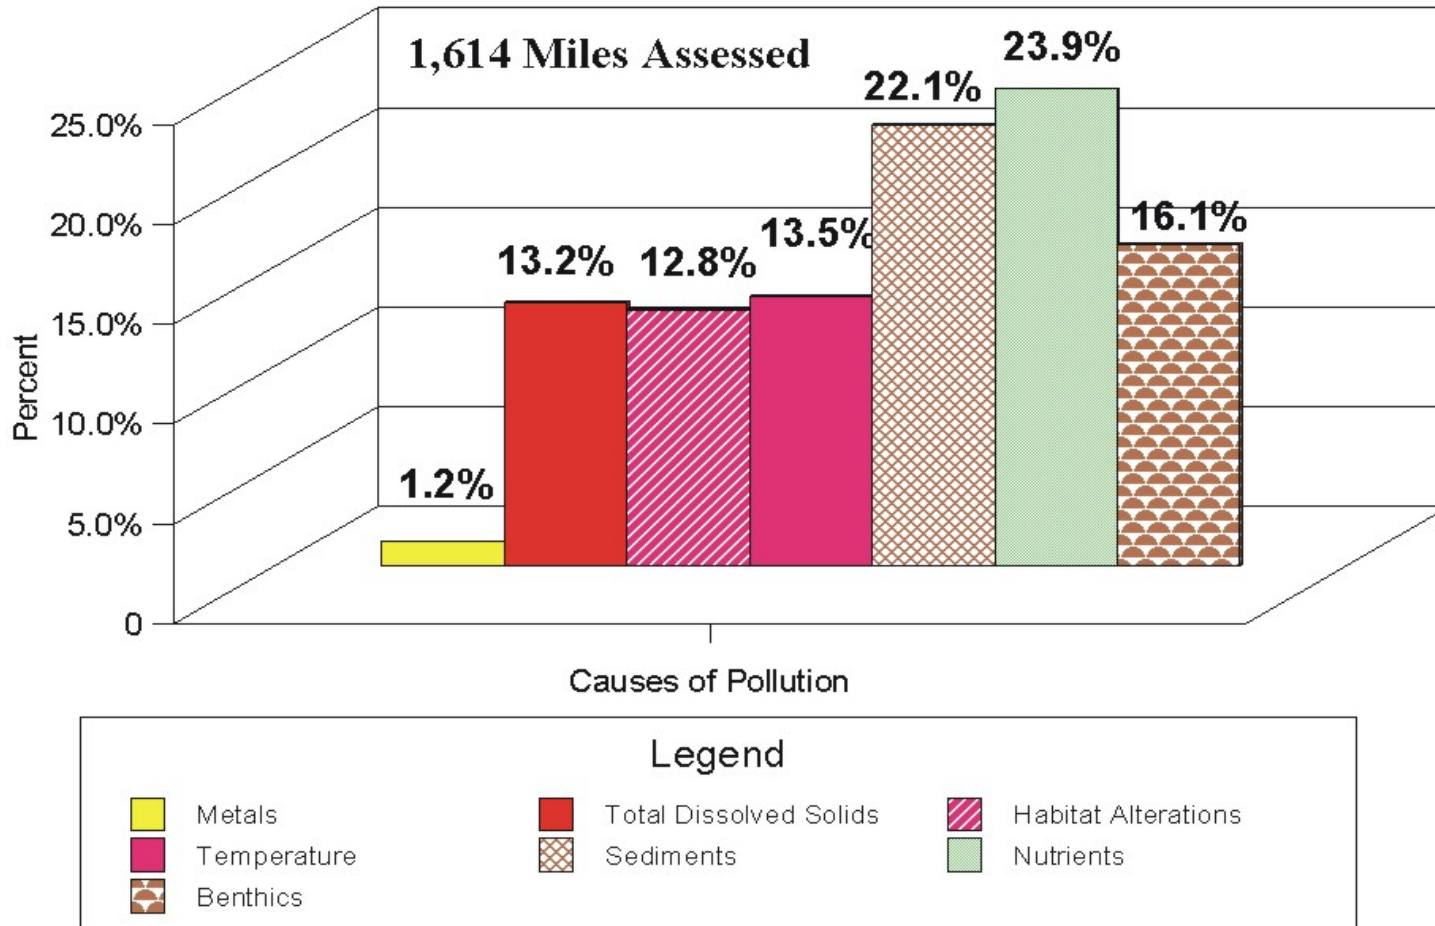 1,614 Miles Assessed
23.9%
22.1%
25.0%
20.0%
16.1%
13.5%
13.2%
12.8%
15.0%
Percent
10.0%
1.2%
5.0%
0
Causes of Pollution
Legend
Metals
Total Dissolved Solids
Habitat Alterations
Temperature
Sediments
Nutrients
Benthics